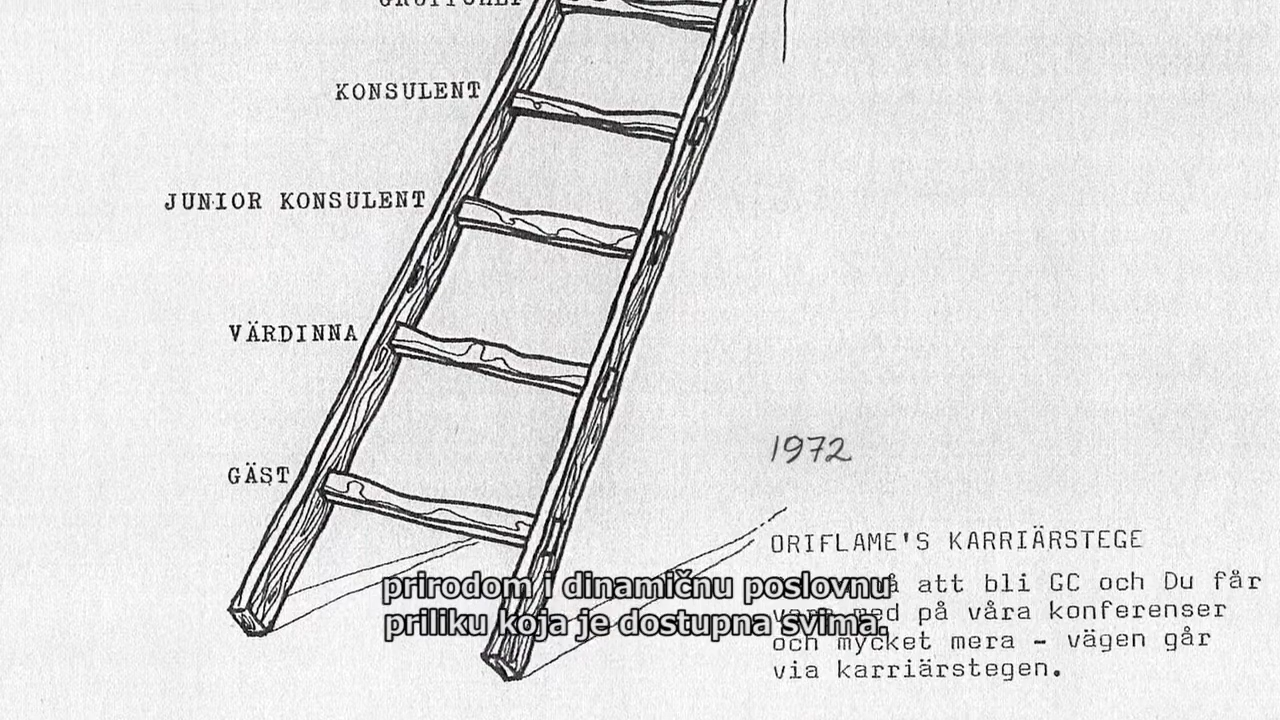 KONSULENT
JUNIOR KONSULENT
VÄRDINNA
GÄST
1972
ORIFLAME'S KARRIÄRSTEGE
att bli GC och Du får
med på våra konferenser
och mycket mera - vägen går
via karriärstegen.
prirodom i dinamičnu poslovnu
priliku koja je dostupna svima.